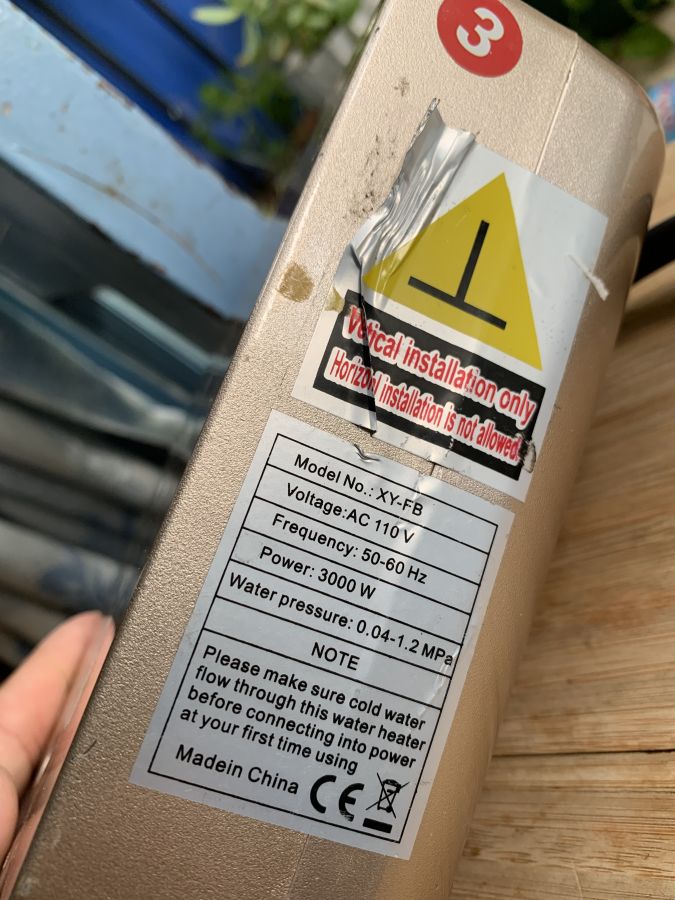 3
Vetical installation only
Horizontal installation is not allowed!
Model No.: XY-FB
Voltage:AC 110 V
Frequency: 50-60 Hz
Power: 3000 W
Water pressure: 0.04-1.2 MPa
NOTE
Please make sure cold water
flow through this water heater
before connecting into power
at your first time using
Madein China CE